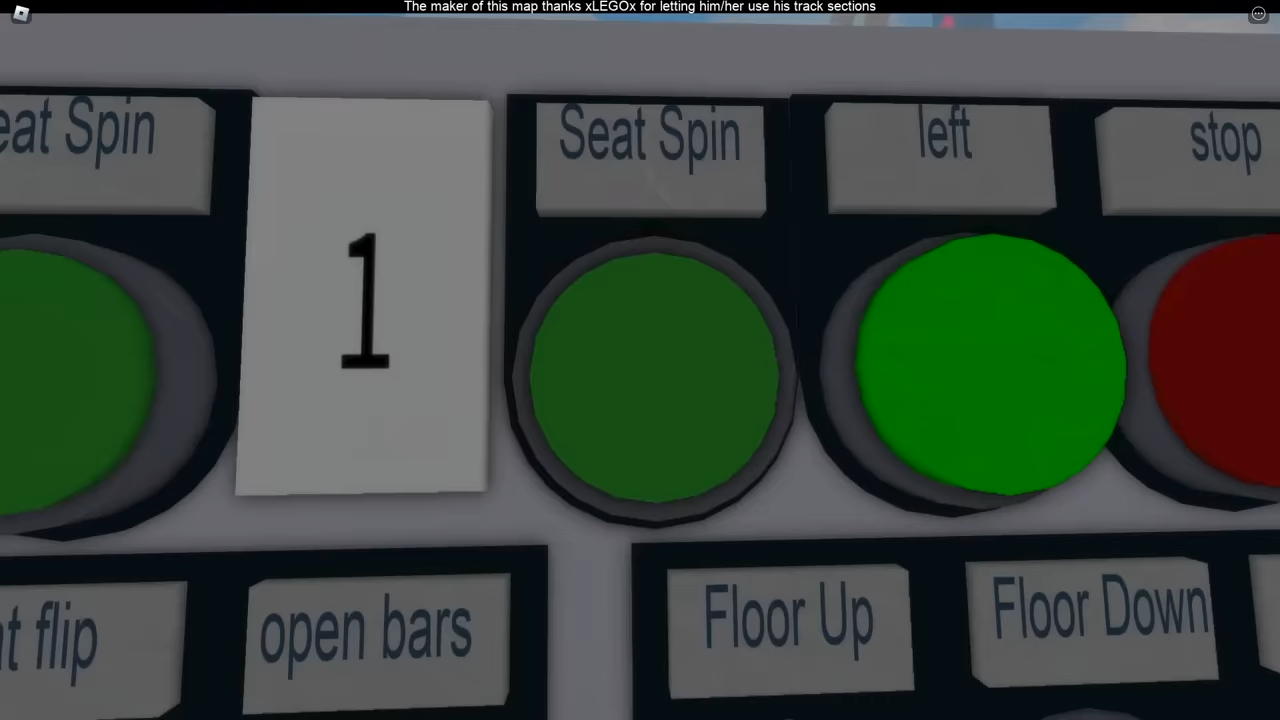 The maker of this map thanks xLEGOx for letting him/her use his track sections
eat Spin
1
Seat Spin
left
stop
t flip
open bars
Floor Up
Floor Down